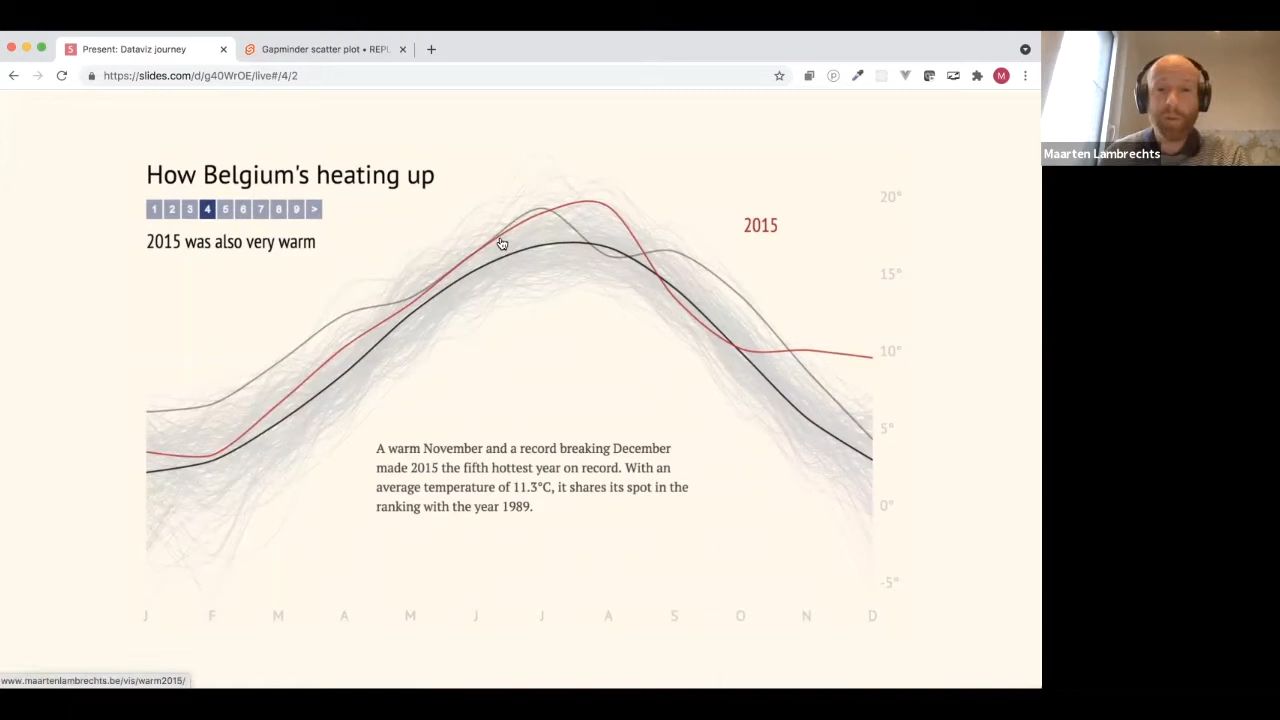 Present: Dataviz journey
Gapminder scatter plot • REPL
https://slides.com/d/g40WrOE/live#/4/2
M
Maarten Lambrechts
How Belgium's heating up
1 2 3 4 5 6 7 8 9 >
2015 was also very warm
2015
20°
15°
10°
5°
0°
-5°
A warm November and a record breaking December
made 2015 the fifth hottest year on record. With an
average temperature of 11.3°C, it shares its spot in the
ranking with the year 1989.
J F M A M J J A S O N D
www.maartenlambrechts.be/vis/warm2015/